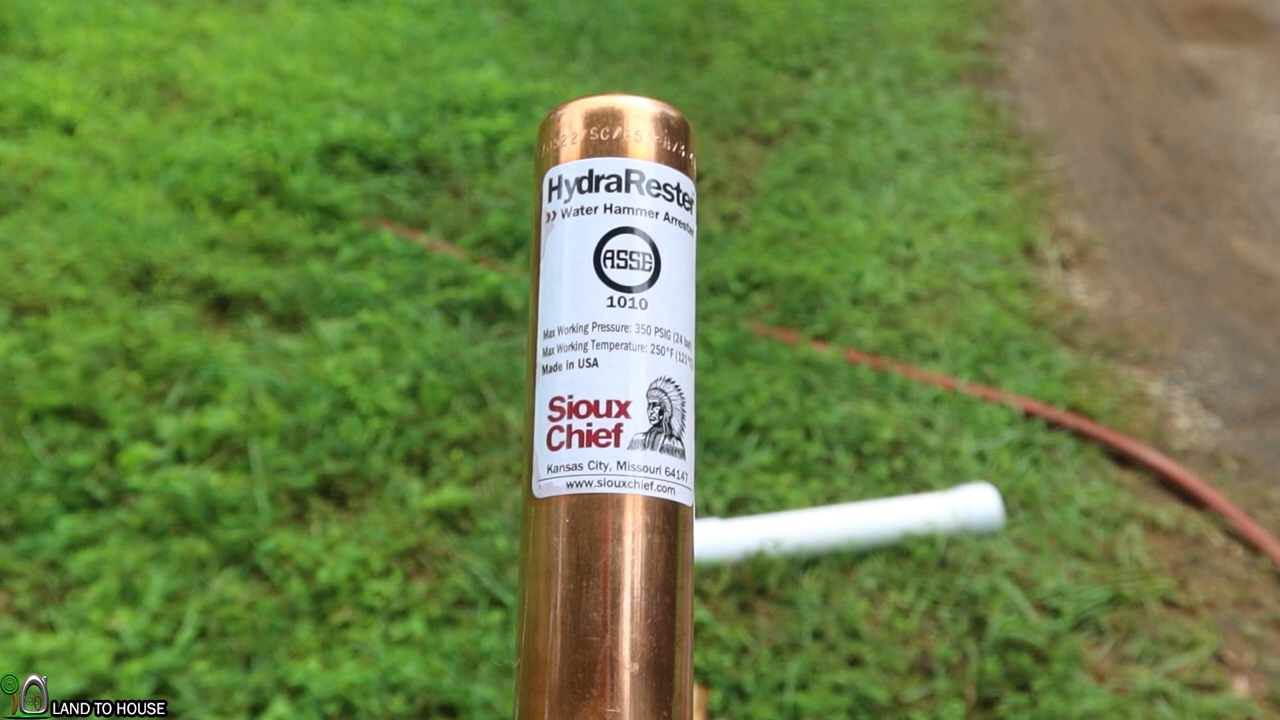 HydraRester
» Water Hammer Arrester
ASSE
1010
Max Working Pressure: 350 PSIG (24 bar)
Max Working Temperature: 250°F (121°C)
Made in USA
Sioux
Chief
Kansas City, Missouri 64147
www.siouxchief.com
LAND TO HOUSE